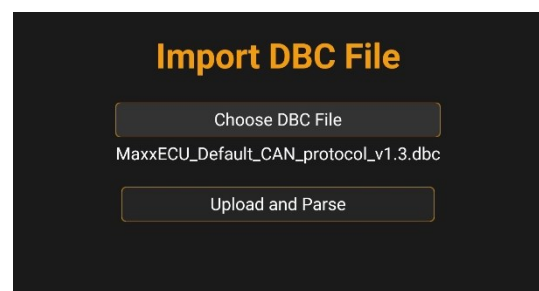 Import DBC File
Choose DBC File
MaxxECU_Default_CAN_protocol_v1.3.dbc
Upload and Parse